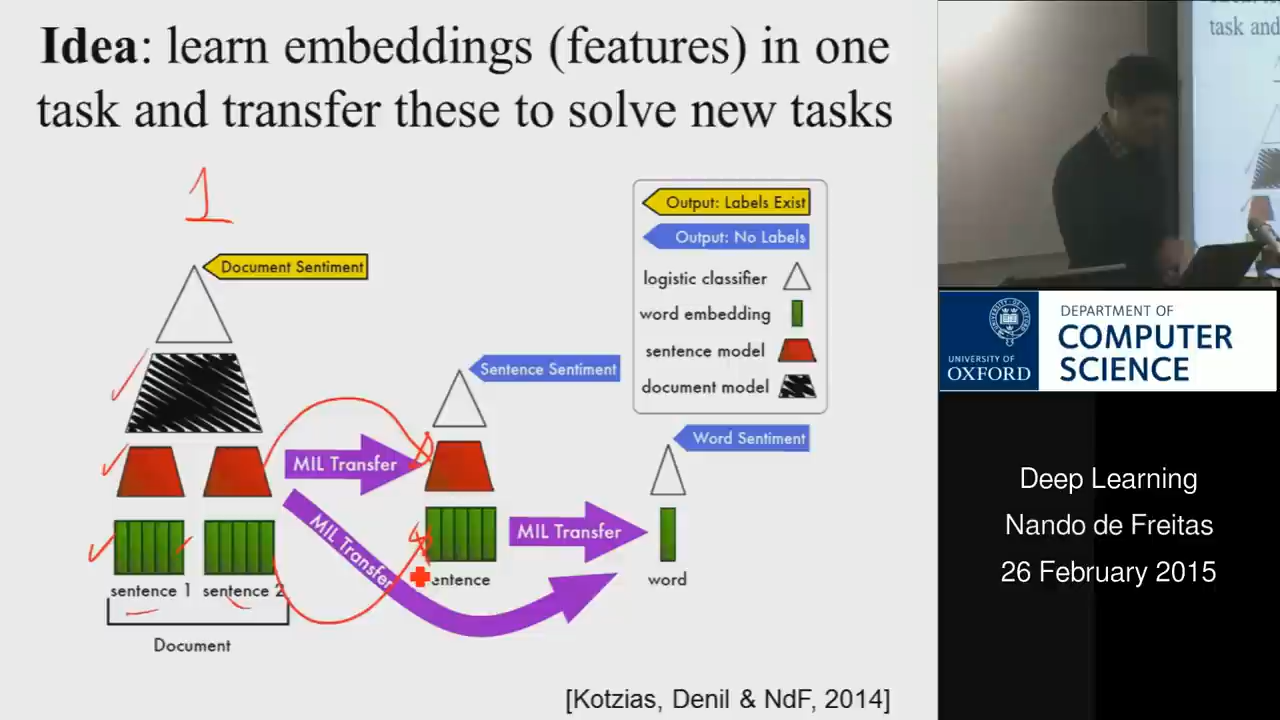 Idea: learn embeddings (features) in one
task and transfer these to solve new tasks
1
Document Sentiment
Output: Labels Exist
Output: No Labels
logistic classifier
word embedding
sentence model
document model
Sentence Sentiment
Word Sentiment
MIL Transfer
MIL Transfer
MIL Transfer
sentence 1 sentence 2
entence
word
Document
[Kotzias, Denil & NdF, 2014]
task and
UNIVERSITY OF
OXFORD
DEPARTMENT OF
COMPUTER
SCIENCE
Deep Learning
Nando de Freitas
26 February 2015